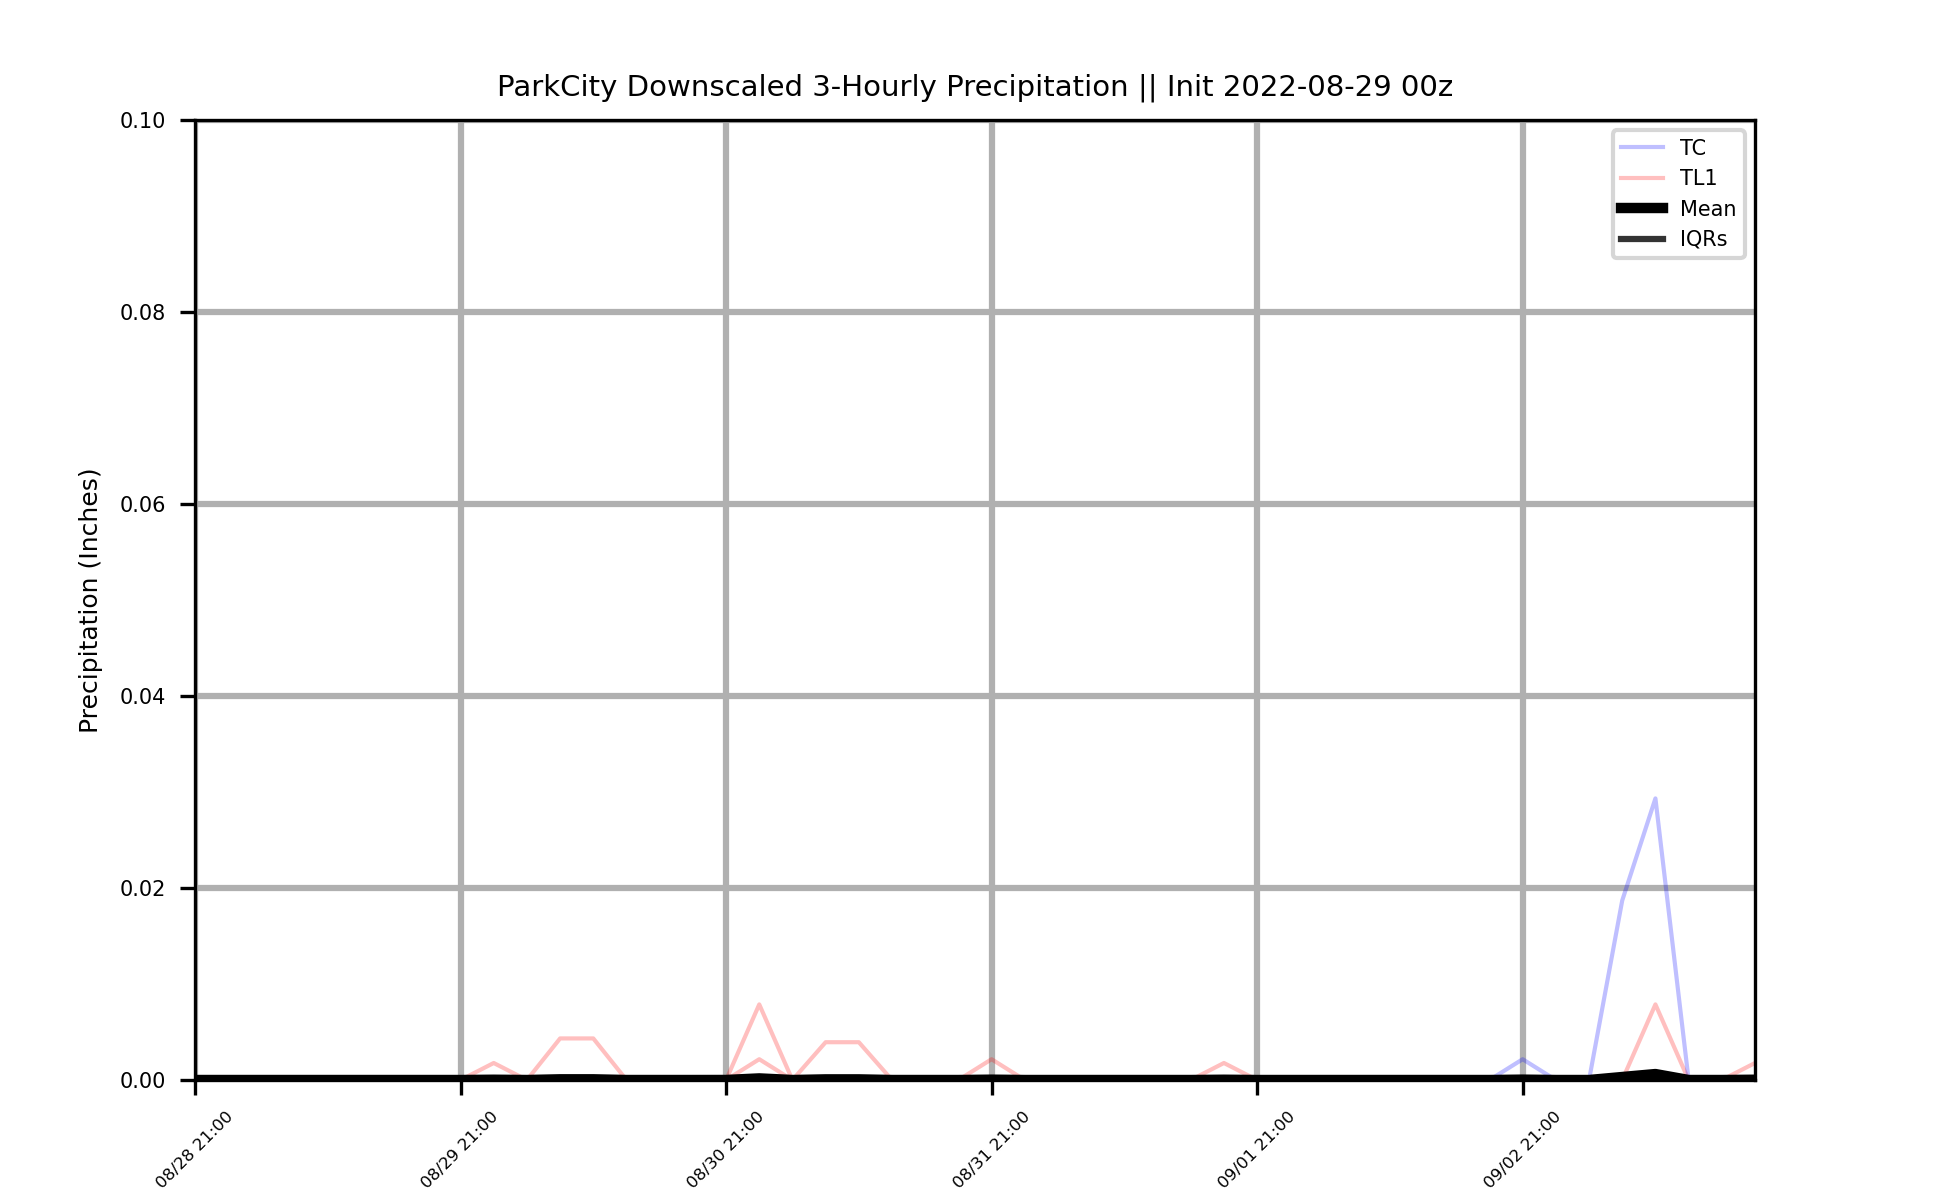 ParkCity Downscaled 3-Hourly Precipitation || Init 2022-08-29 00z
Precipitation (Inches)
0.10
0.08
0.06
0.04
0.02
0.00
TC
TL1
Mean
IQRs
08/28 21:00
08/29 21:00
08/30 21:00
08/31 21:00
09/01 21:00
09/02 21:00